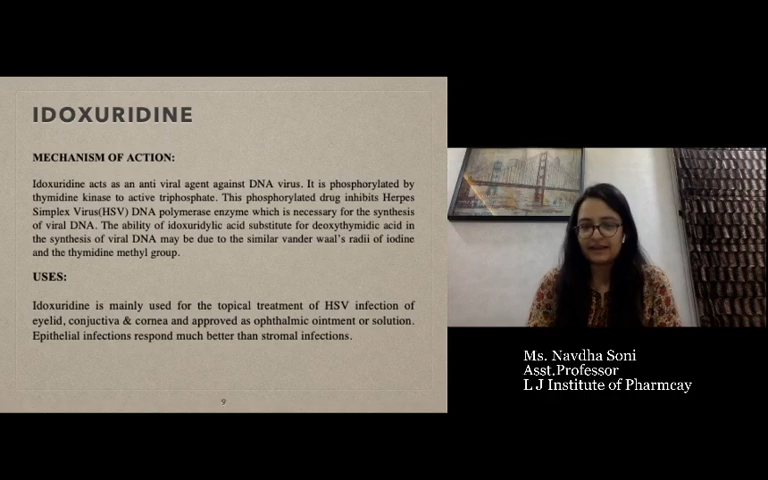 IDOXURIDINE
MECHANISM OF ACTION:
Idoxuridine acts as an anti viral agent against DNA virus. It is phosphorylated by
thymidine kinase to active triphosphate. This phosphorylated drug inhibits Herpes
Simplex Virus(HSV) DNA polymerase enzyme which is necessary for the synthesis
of viral DNA. The ability of idoxuridylic acid substitute for deoxythymidic acid in
the synthesis of viral DNA may be due to the similar vander waal's radii of iodine
and the thymidine methyl group.
USES:
Idoxuridine is mainly used for the topical treatment of HSV infection of
eyelid, conjuctiva & cornea and approved as ophthalmic ointment or solution.
Epithelial infections respond much better than stromal infections.
9
Ms. Navdha Soni
Asst.Professor
L J Institute of Pharmcay